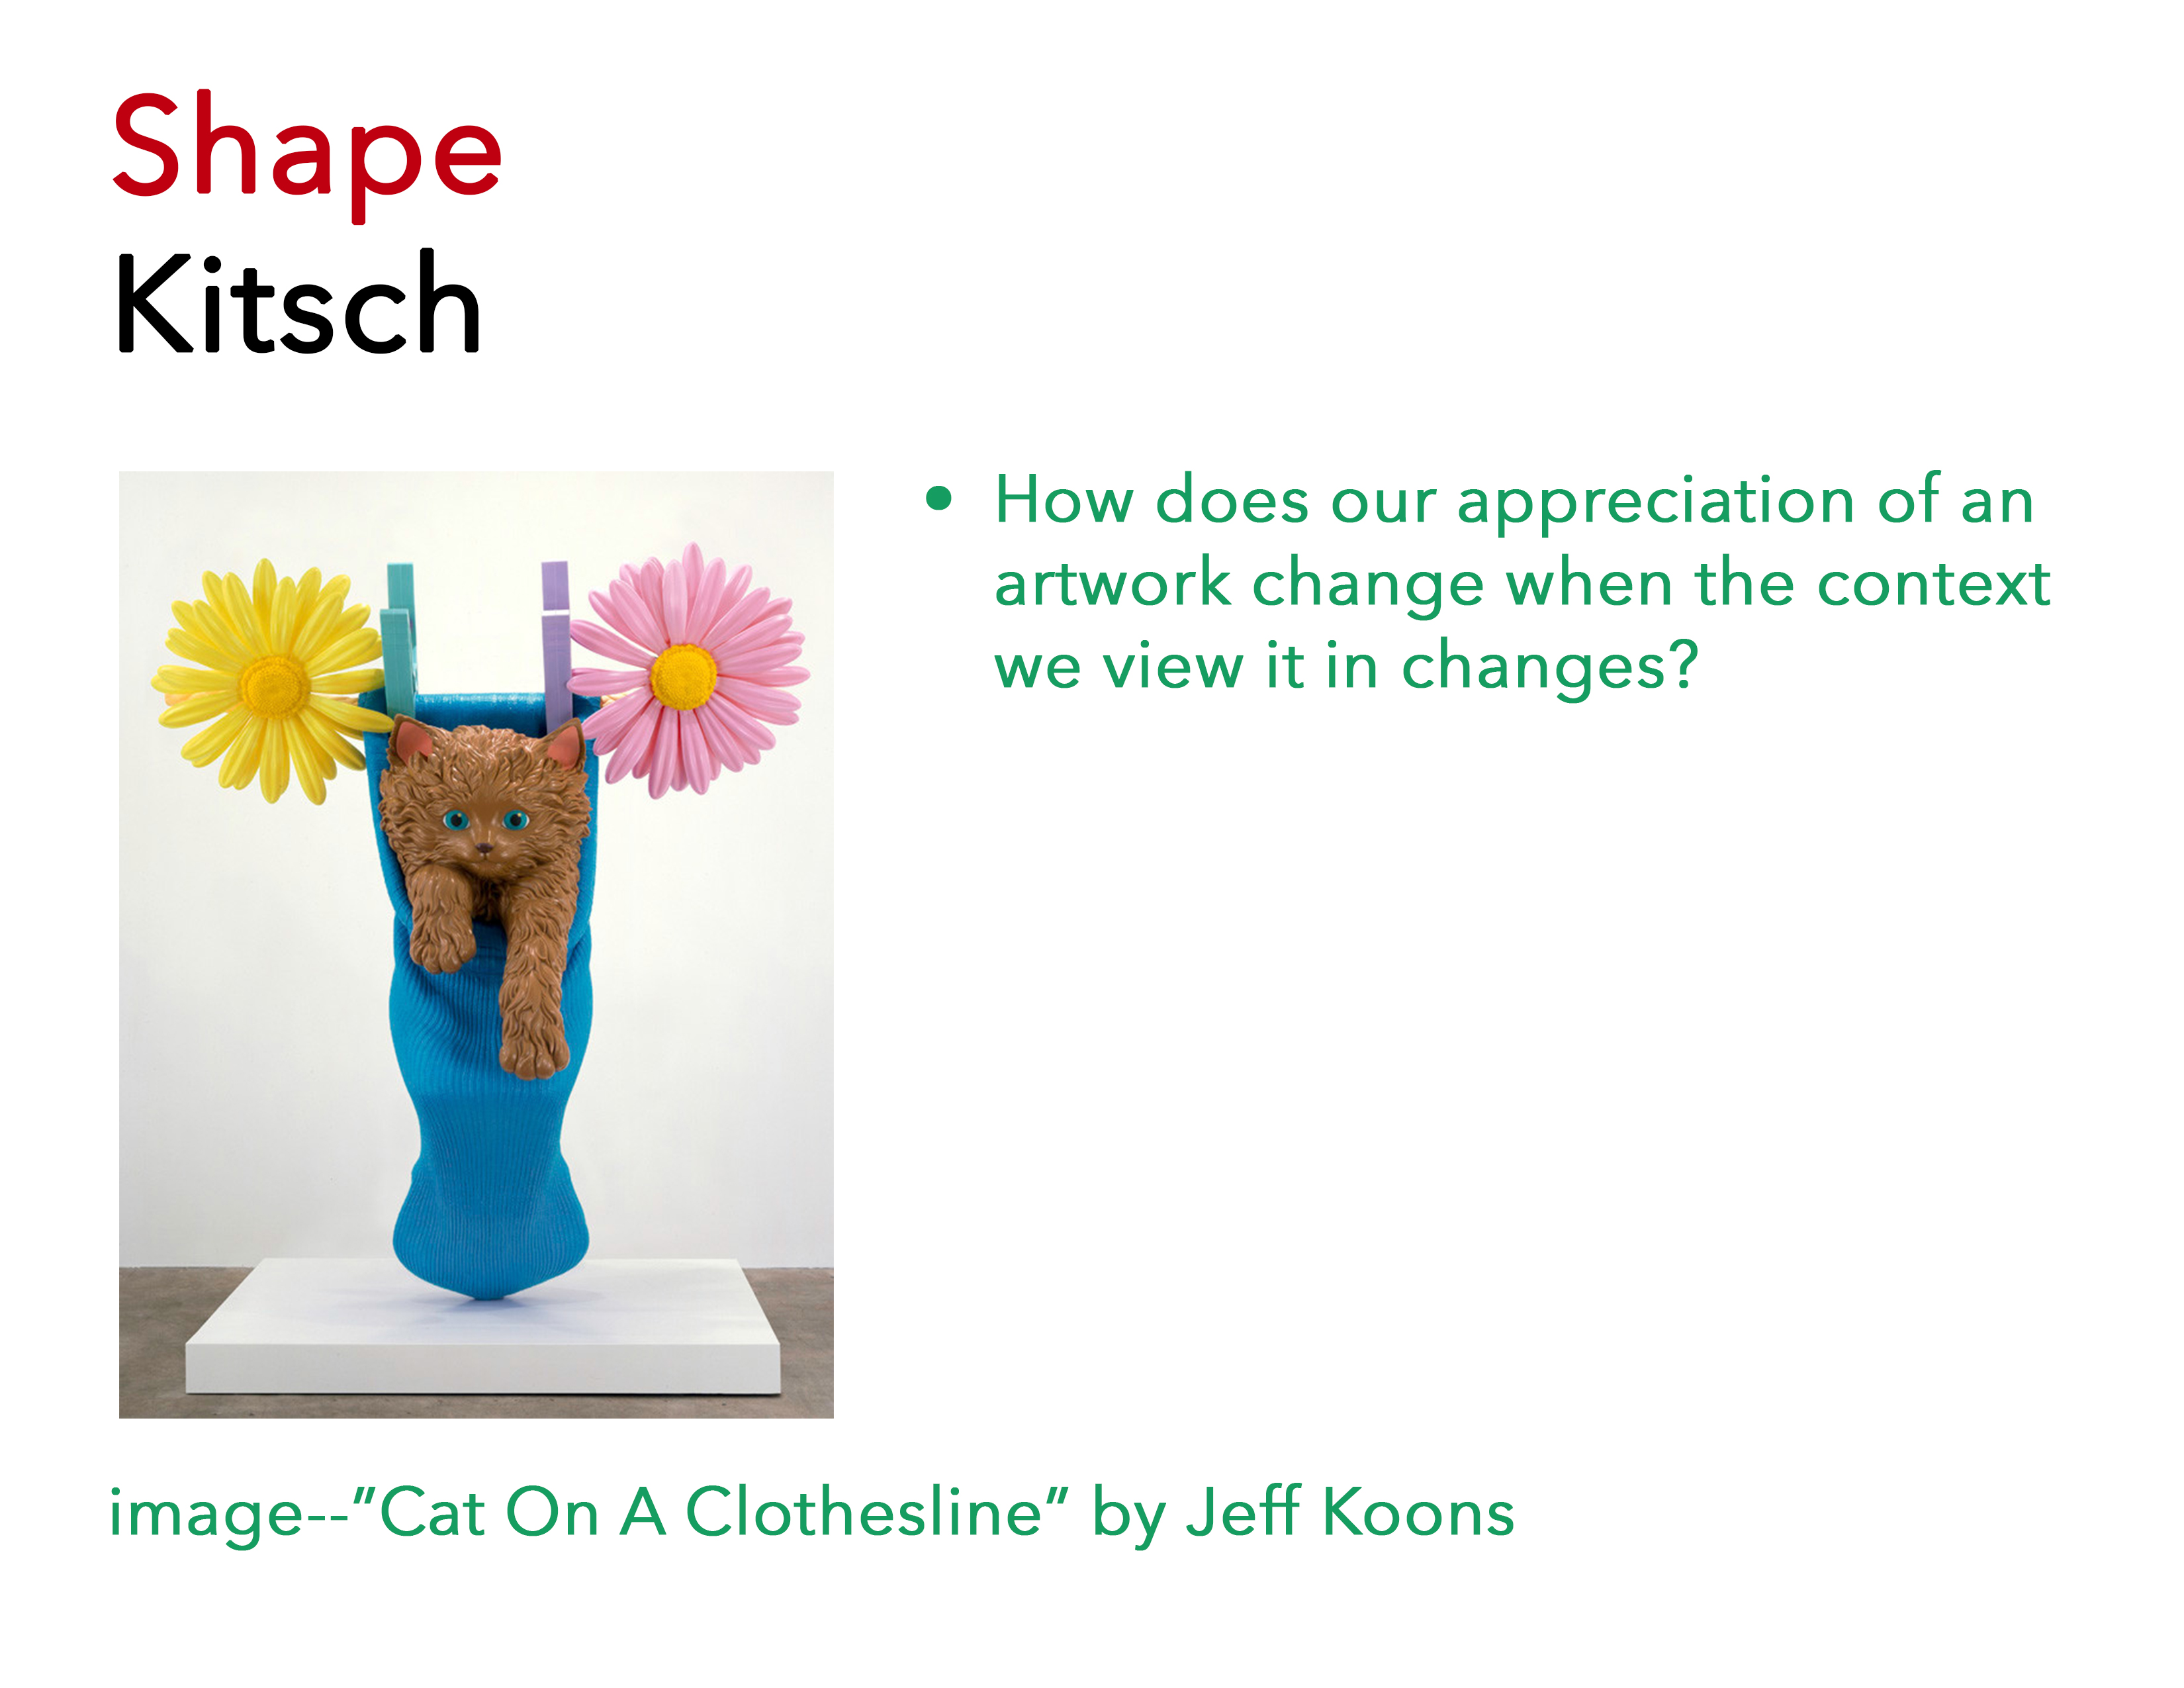 Shape
Kitsch
• How does our appreciation of an
artwork change when the context
we view it in changes?
image--"Cat On A Clothesline" by Jeff Koons